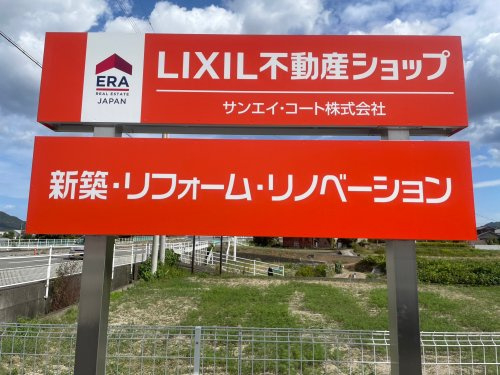 ERA
REAL ESTATE
JAPAN
LIXIL不動産ショップ
サンエイ・コート株式会社
新築・リフォーム・リノベーション